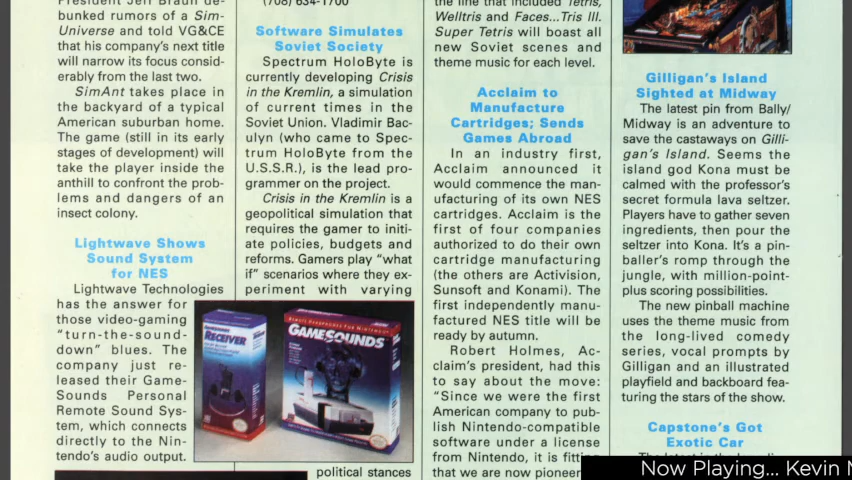 President Jeff Braun de-
bunked rumors of a Sim-
Universe and told VG&CE
that his company's next title
will narrow its focus consid-
erably from the last two.
SimAnt takes place in
the backyard of a typical
American suburban home.
The game (still in its early
stages of development) will
take the player inside the
anthill to confront the prob-
lems and dangers of an
insect colony.
Lightwave Shows
Sound System
for NES
Lightwave Technologies
has the answer for
those video-gaming
"turn-the-sound-
down" blues. The
company just re-
leased their Game-
Sounds Personal
Remote Sound Sys-
tem, which connects
directly to the Nin-
tendo's audio output.
(708) 634-1700
Software Simulates
Soviet Society
Spectrum HoloByte is
currently developing Crisis
in the Kremlin, a simulation
of current times in the
Soviet Union. Vladimir Bac-
ulyn (who came to Spec-
trum HoloByte from the
U.S.S.R.), is the lead pro-
grammer on the project.
Crisis in the Kremlin is a
geopolitical simulation that
requires the gamer to initi-
ate policies, budgets and
reforms. Gamers play "what
if" scenarios where they ex-
periment with varying
RECEIVER
GAMESOUNDS
political stances
the line that included Tetris,
Welltris and Faces...Tris III.
Super Tetris will boast all
new Soviet scenes and
theme music for each level.
Acclaim to
Manufacture
Cartridges; Sends
Games Abroad
In an industry first,
Acclaim announced it
would commence the man-
ufacturing of its own NES
cartridges. Acclaim is the
first of four companies
authorized to do their own
cartridge manufacturing
(the others are Activision,
Sunsoft and Konami). The
first independently manu-
factured NES title will be
ready by autumn.
Robert Holmes, Ac-
claim's president, had this
to say about the move:
"Since we were the first
American company to pub-
lish Nintendo-compatible
software under a license
from Nintendo, it is fitting
that we are now pioneer
Gilligan's Island
Sighted at Midway
The latest pin from Bally/
Midway is an adventure to
save the castaways on Gilli-
gan's Island. Seems the
island god Kona must be
calmed with the professor's
secret formula lava seltzer.
Players have to gather seven
ingredients, then pour the
seltzer into Kona. It's a pin-
baller's romp through the
jungle, with million-point-
plus scoring possibilities.
The new pinball machine
uses the theme music from
the long-lived comedy
series, vocal prompts by
Gilligan and an illustrated
playfield and backboard fea-
turing the stars of the show.
Capstone's Got
Exotic Car
Now Playing... Kevin